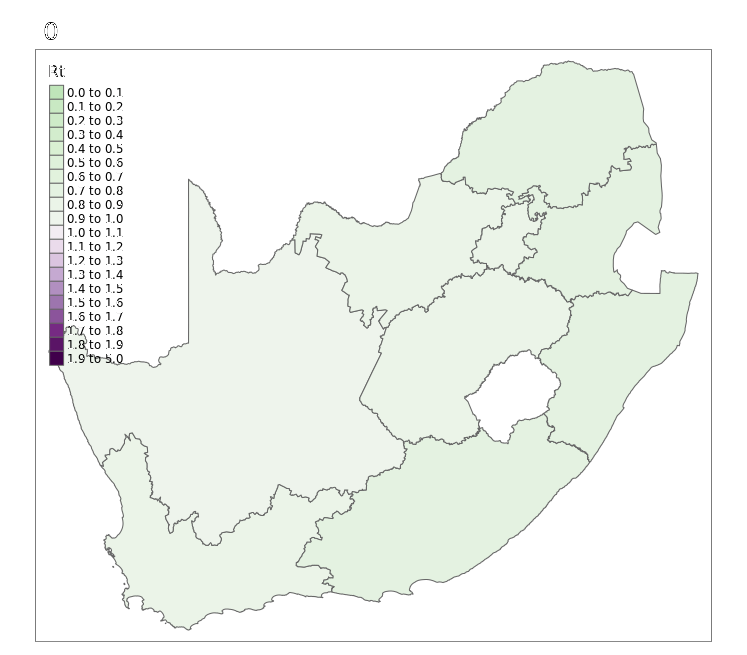 0
Rt
0.0 to 0.1
0.1 to 0.2
0.2 to 0.3
0.3 to 0.4
0.4 to 0.5
0.5 to 0.6
0.6 to 0.7
0.7 to 0.8
0.8 to 0.9
0.9 to 1.0
1.0 to 1.1
1.1 to 1.2
1.2 to 1.3
1.3 to 1.4
1.4 to 1.5
1.5 to 1.6
1.6 to 1.7
1.7 to 1.8
1.8 to 1.9
1.9 to 5.0